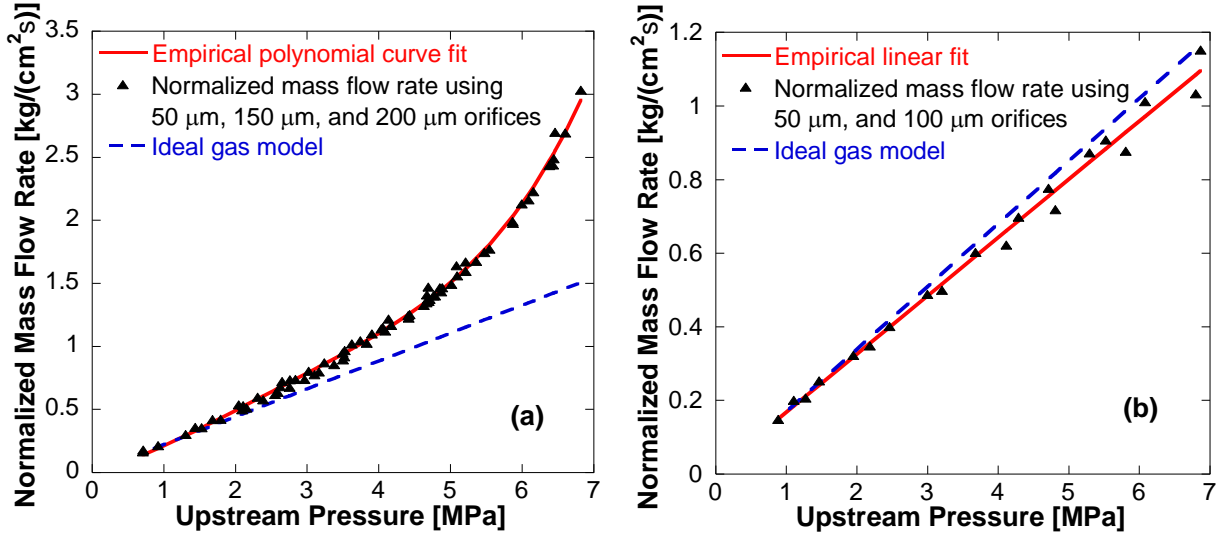 Normalized Mass Flow Rate [kg/(cm²s)]
3.5
3
2.5
2
1.5
1
0.5
0
Empirical polynomial curve fit
Normalized mass flow rate using
50 μm, 150 μm, and 200 μm orifices
Ideal gas model
(a)
0 1 2 3 4 5 6 7
Upstream Pressure [MPa]
Normalized Mass Flow Rate [kg/(cm²s)]
1.2
1
0.8
0.6
0.4
0.2
0
Empirical linear fit
Normalized mass flow rate using
50 μm, and 100 μm orifices
Ideal gas model
(b)
0 1 2 3 4 5 6 7
Upstream Pressure [MPa]